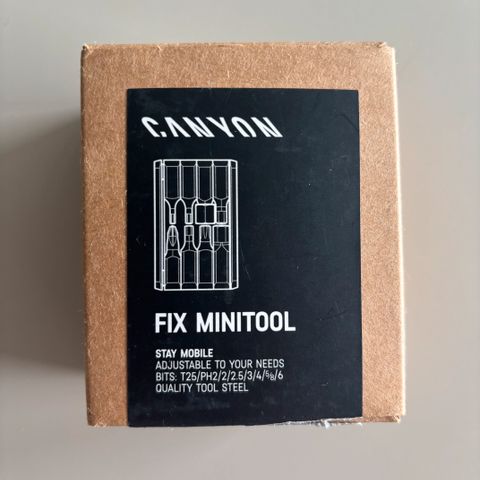 CANYON
FIX MINITOOL
STAY MOBILE
ADJUSTABLE TO YOUR NEEDS
BITS: T25/PH2/2/2.5/3/4/5/8/6
QUALITY TOOL STEEL